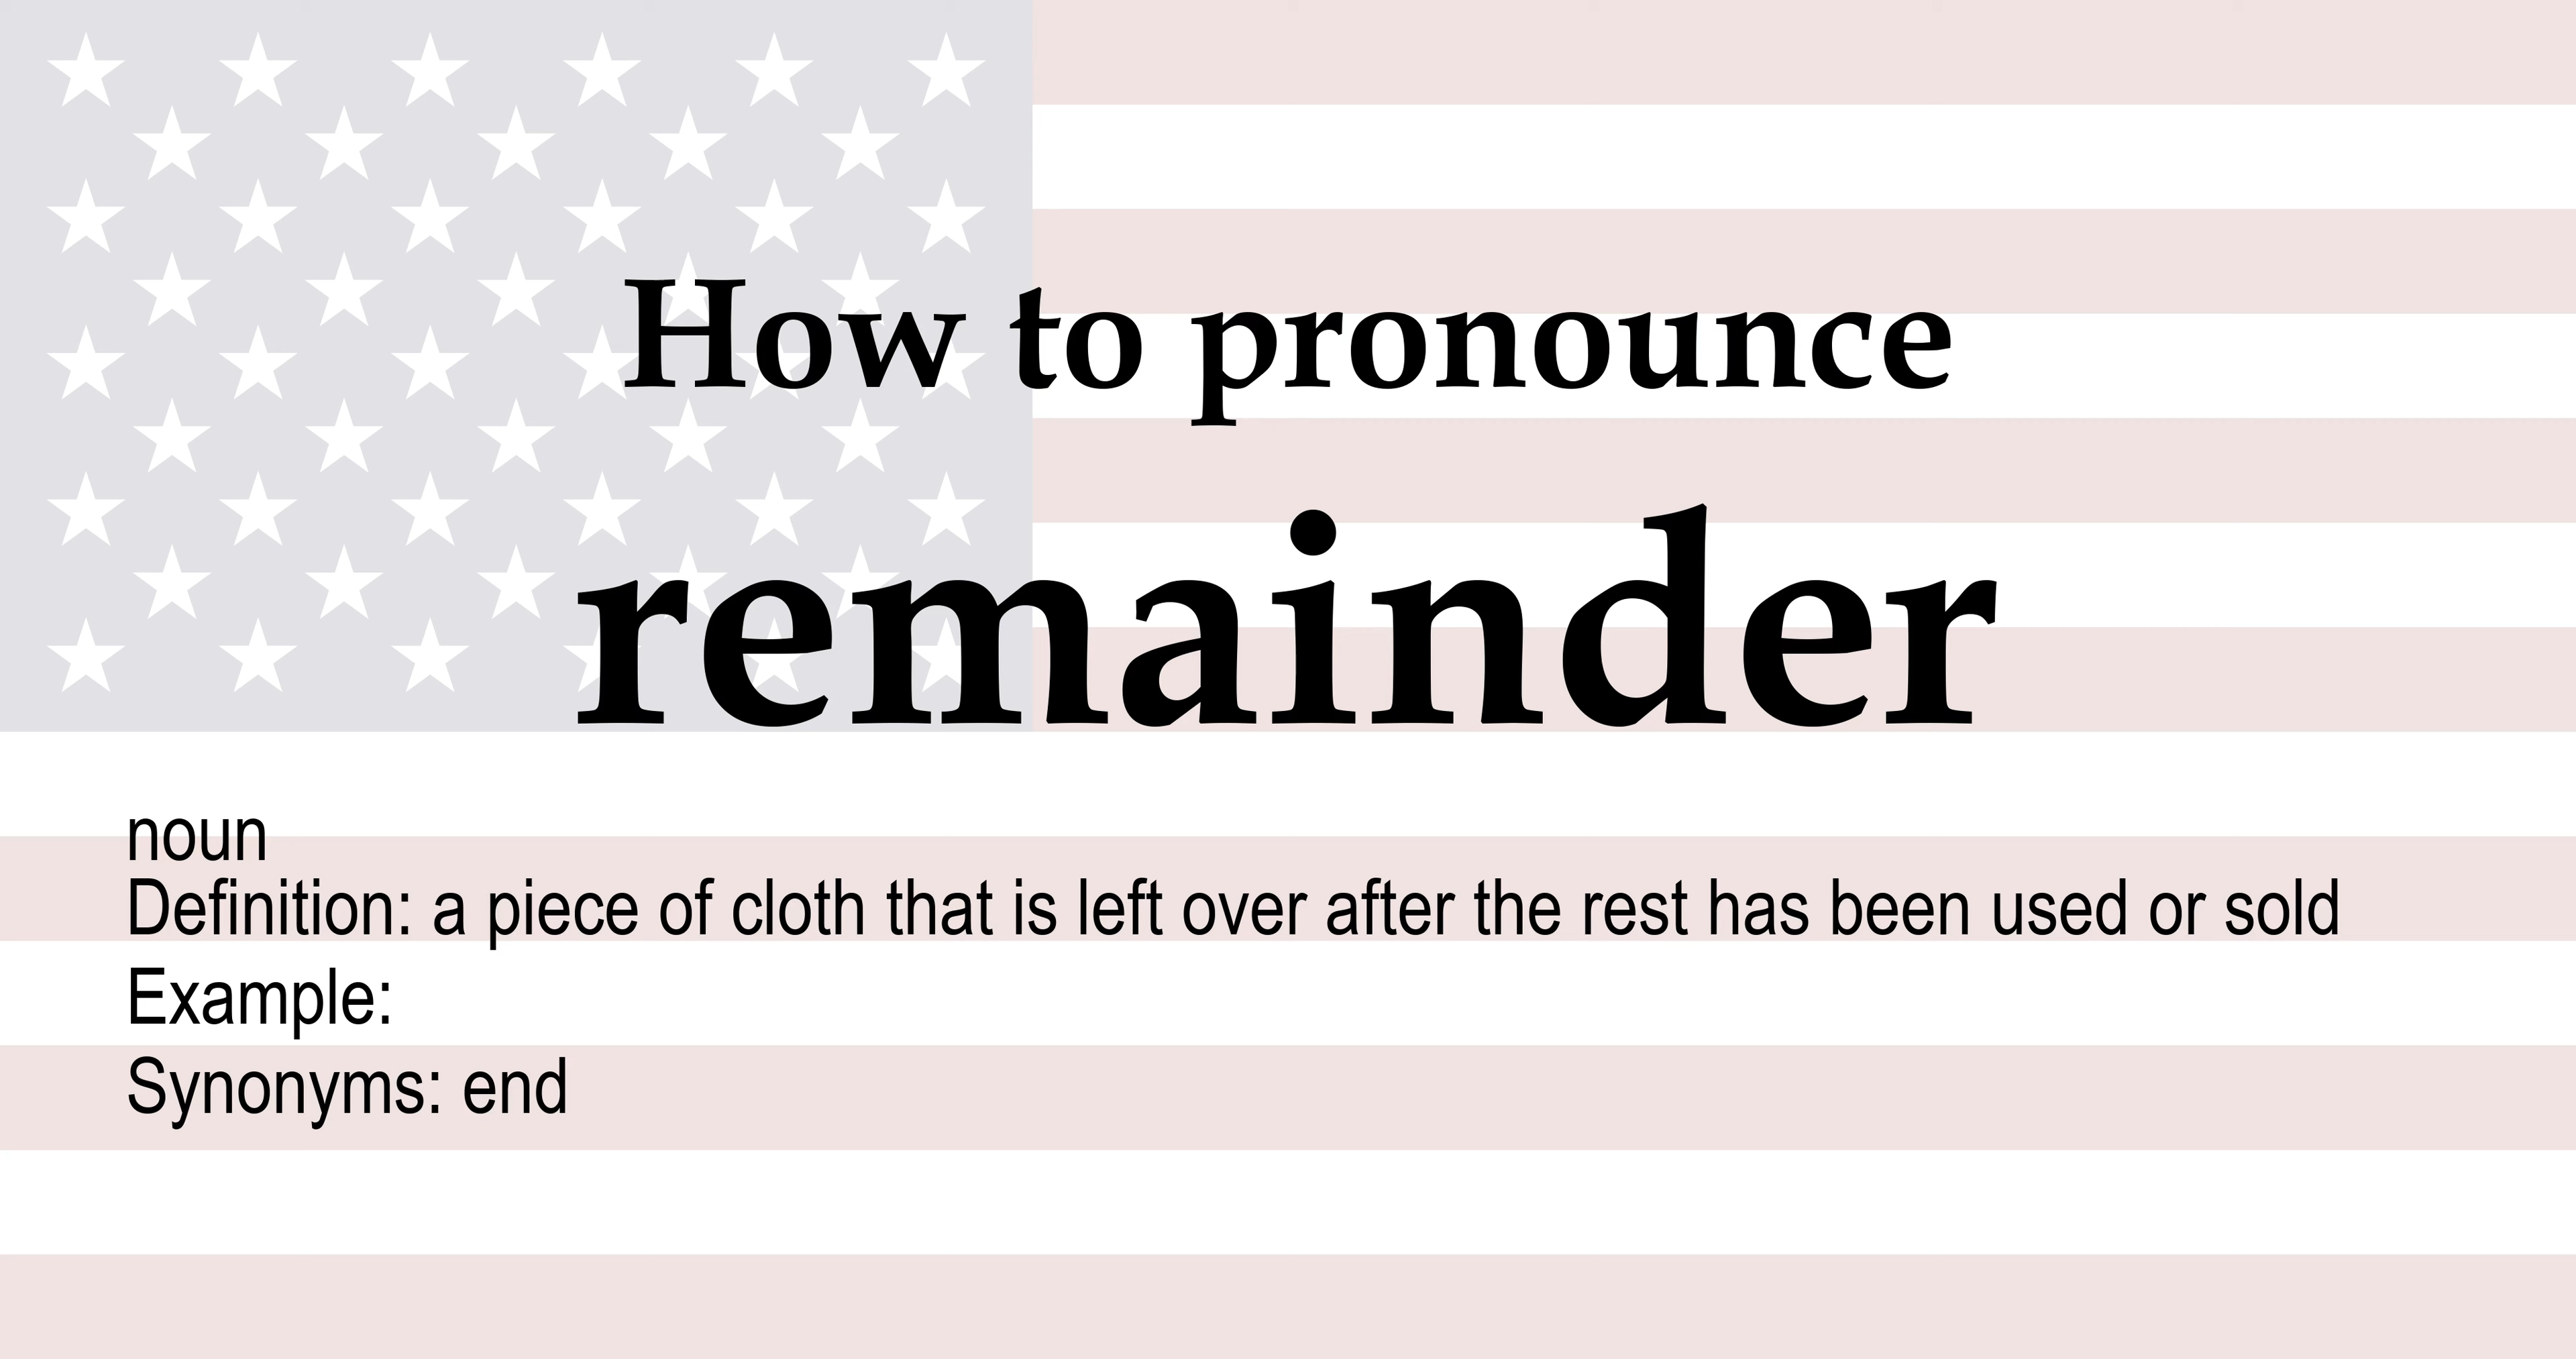 How to pronounce
remainder
noun
Definition: a piece of cloth that is left over after the rest has been used or sold
Example:
Synonyms: end